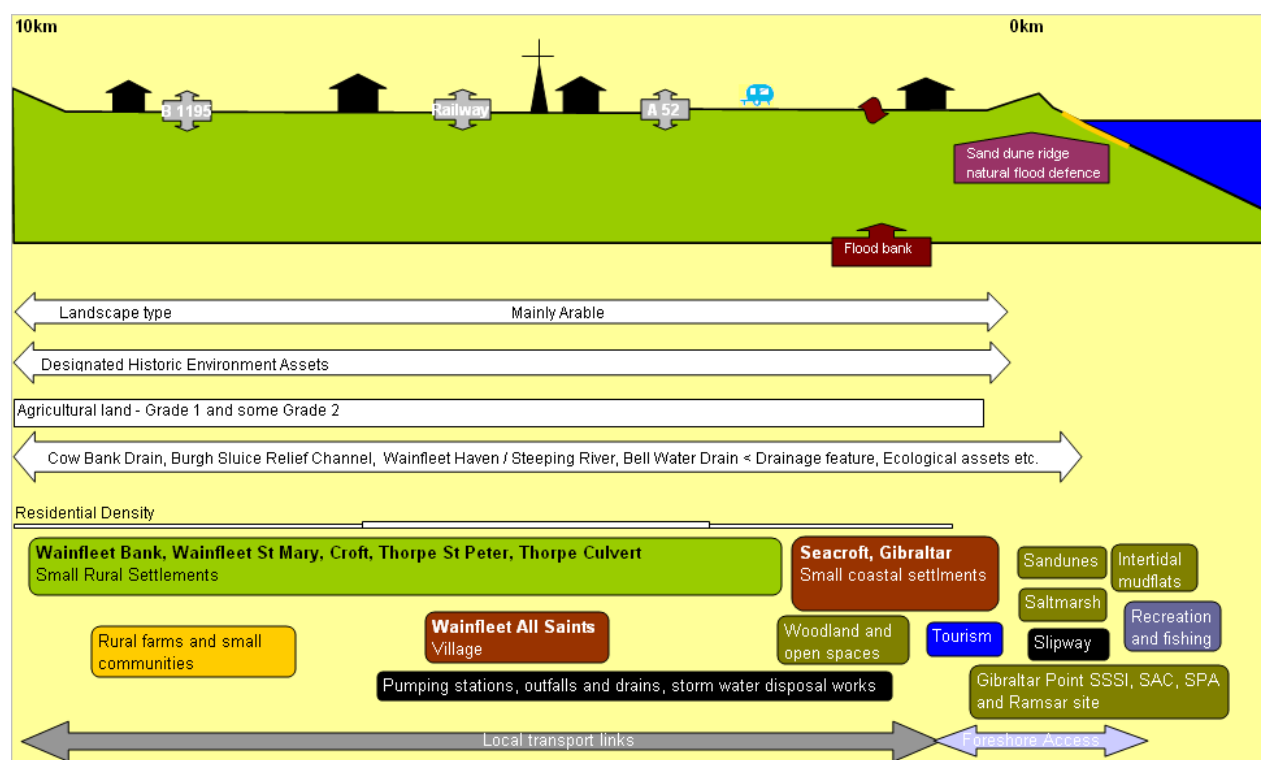 10km
0km
B 1195
Railway
A 52
Sand dune ridge
natural flood defence
Flood bank
Landscape type
Mainly Arable
Designated Historic Environment Assets
Agricultural land - Grade 1 and some Grade 2
Cow Bank Drain, Burgh Sluice Relief Channel, Wainfleet Haven / Steeping River, Bell Water Drain < Drainage feature, Ecological assets etc.
Residential Density
Wainfleet Bank, Wainfleet St Mary, Croft, Thorpe St Peter, Thorpe Culvert
Small Rural Settlements
Seacroft, Gibraltar
Small coastal settlments
Sandunes
Intertidal
mudflats
Saltmarsh
Recreation
and fishing
Rural farms and small
communities
Wainfleet All Saints
Village
Woodland and
open spaces
Tourism
Slipway
Pumping stations, outfalls and drains, storm water disposal works
Gibraltar Point SSSI, SAC, SPA
and Ramsar site
Local transport links
Foreshore Access